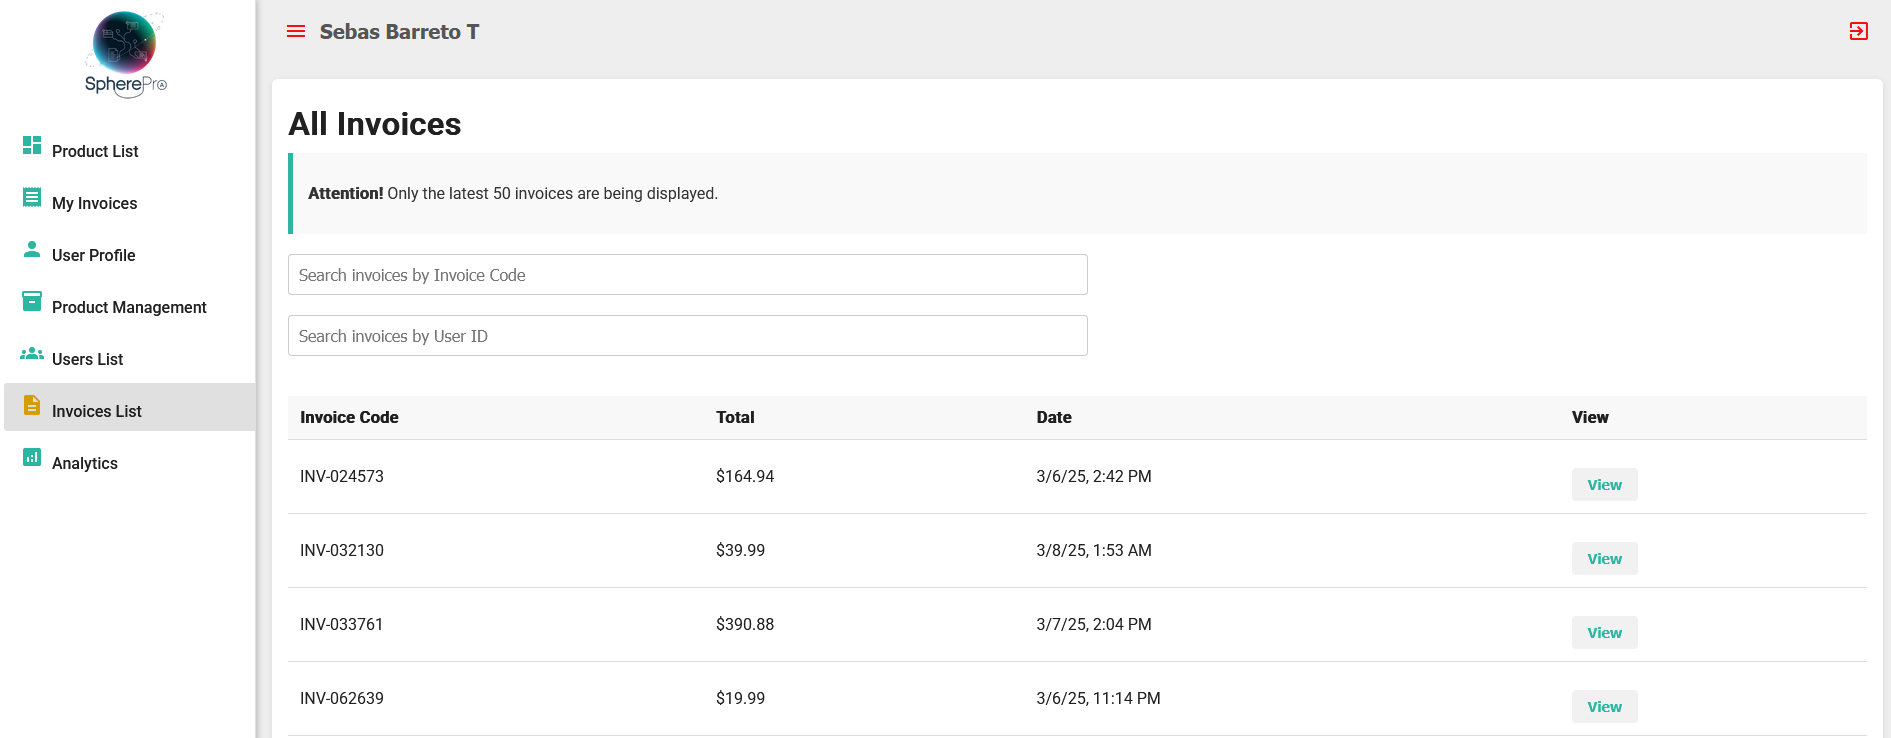 SpherePro
Sebas Barreto T
Product List
My Invoices
User Profile
Product Management
Users List
Invoices List
Analytics
All Invoices
Attention! Only the latest 50 invoices are being displayed.
Search invoices by Invoice Code
Search invoices by User ID
Invoice Code Total Date View
INV-024573 $164.94 3/6/25, 2:42 PM View
INV-032130 $39.99 3/8/25, 1:53 AM View
INV-033761 $390.88 3/7/25, 2:04 PM View
INV-062639 $19.99 3/6/25, 11:14 PM View